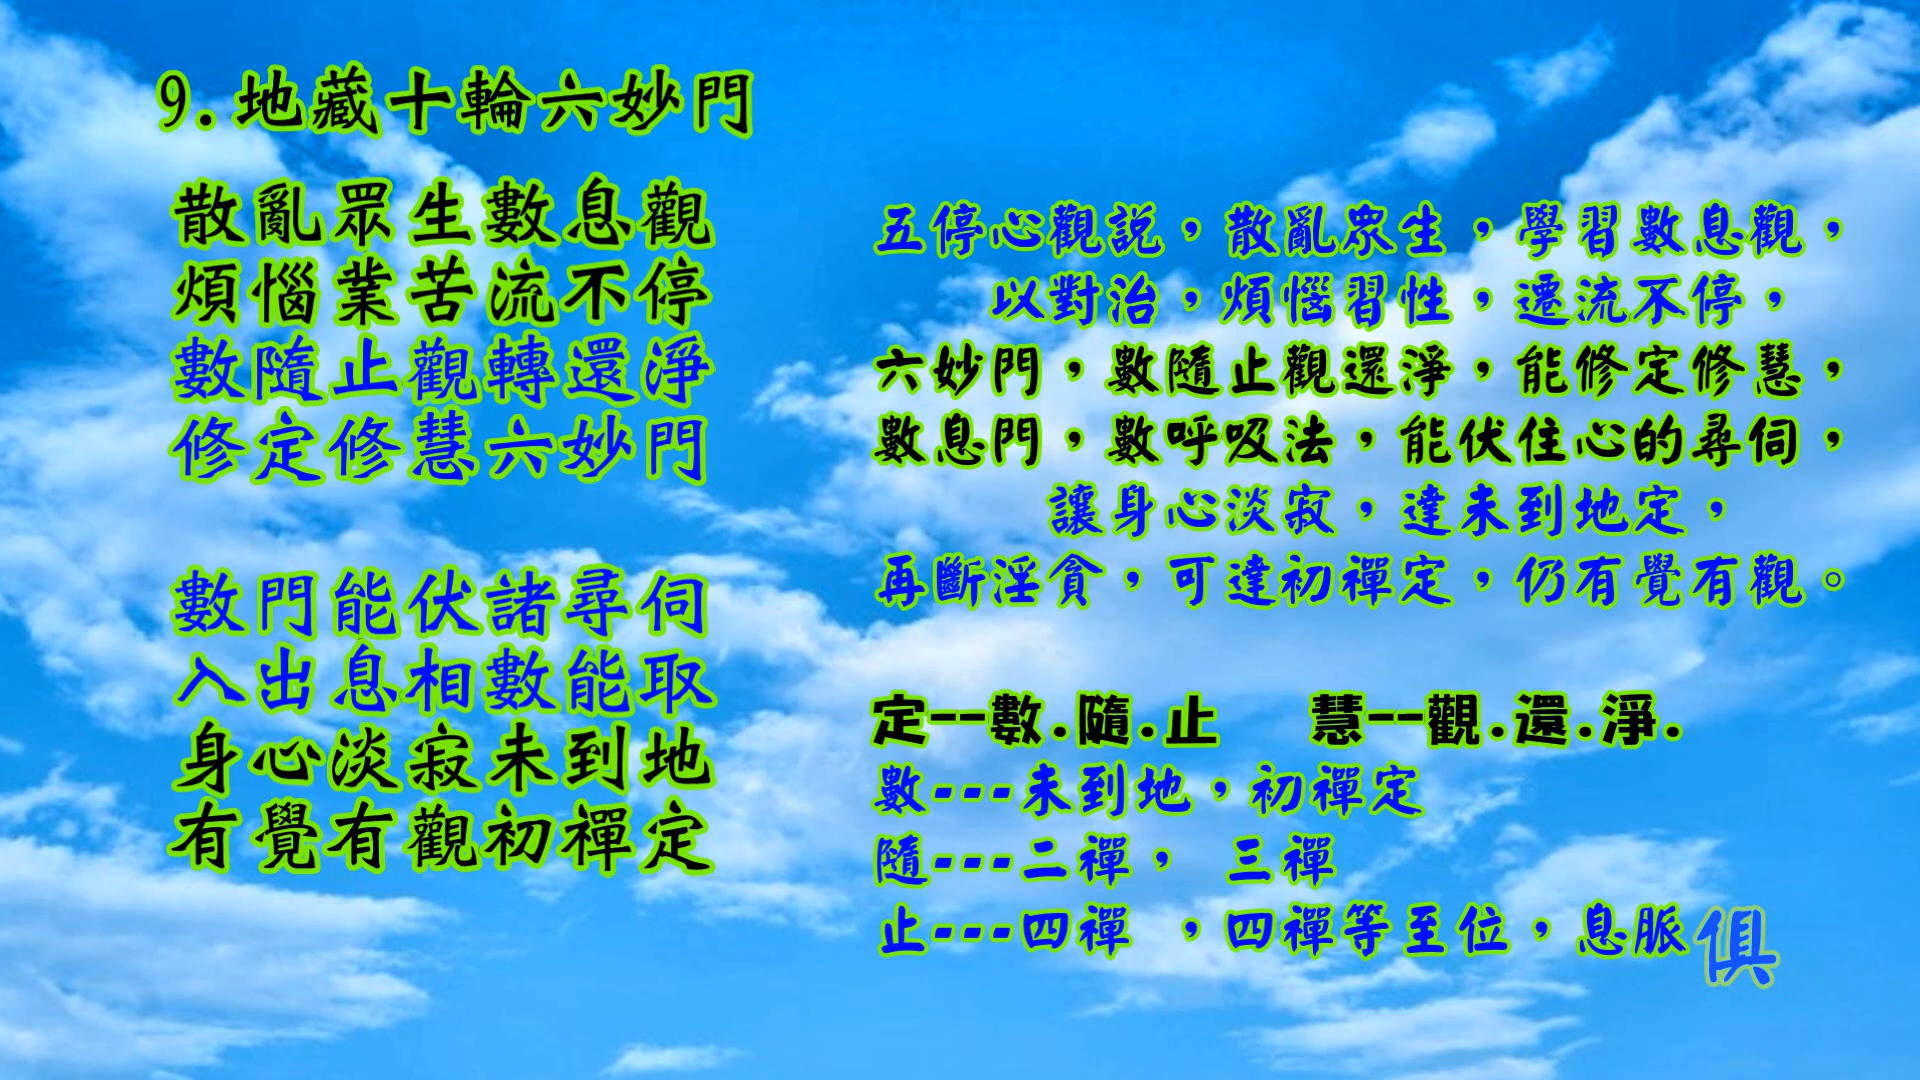 9.地藏十輪六妙門
散亂眾生數息觀
煩惱業苦流不停
數隨止觀轉還淨
修定修慧六妙門
數門能伏諸尋伺
入出息相數能取
身心淡寂未到地
有覺有觀初禪定
五停心觀說，散亂眾生，學習數息觀，
以對治，煩惱習性，遷流不停，
六妙門，數隨止觀還淨，能修定修慧，
數息門，數呼吸法，能伏住心的尋伺，
讓身心淡寂，達未到地定，
再斷淫貪，可達初禪定，仍有覺有觀。
定--數.隨.止 慧--觀.還.淨.
數---未到地，初禪定
隨---二禪， 三禪
止---四禪 ，四禪等至位，息脈俱